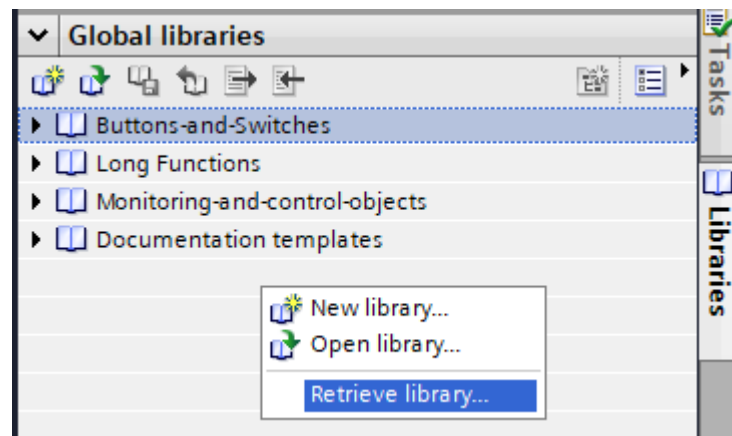 Global libraries
Buttons-and-Switches
Long Functions
Monitoring-and-control-objects
Documentation templates
New library...
Open library...
Retrieve library...
Tasks
Libraries